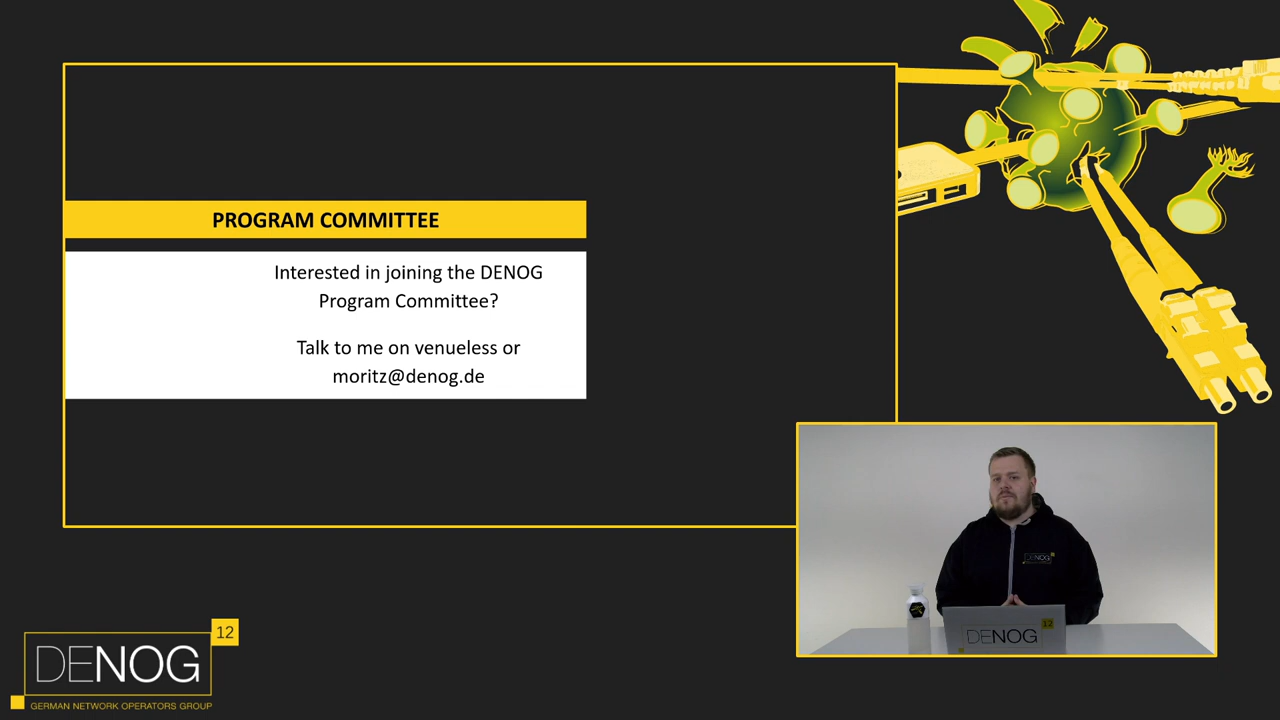 PROGRAM COMMITTEE
Interested in joining the DENOG
Program Committee?
Talk to me on venueless or
moritz@denog.de
DENOG
DENOG
12
12
DENOG
GERMAN NETWORK OPERATORS GROUP